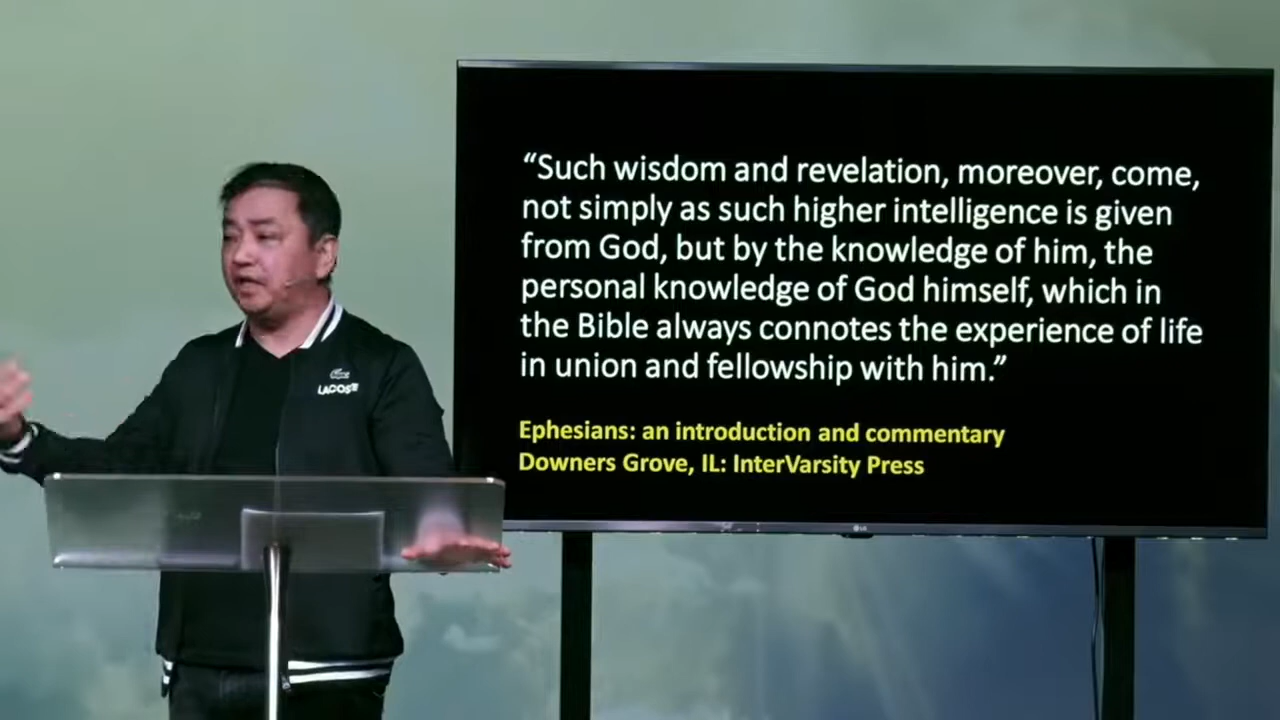 “Such wisdom and revelation, moreover, come,
not simply as such higher intelligence is given
from God, but by the knowledge of him, the
personal knowledge of God himself, which in
the Bible always connotes the experience of life
in union and fellowship with him.”
Ephesians: an introduction and commentary
Downers Grove, IL: InterVarsity Press
LG